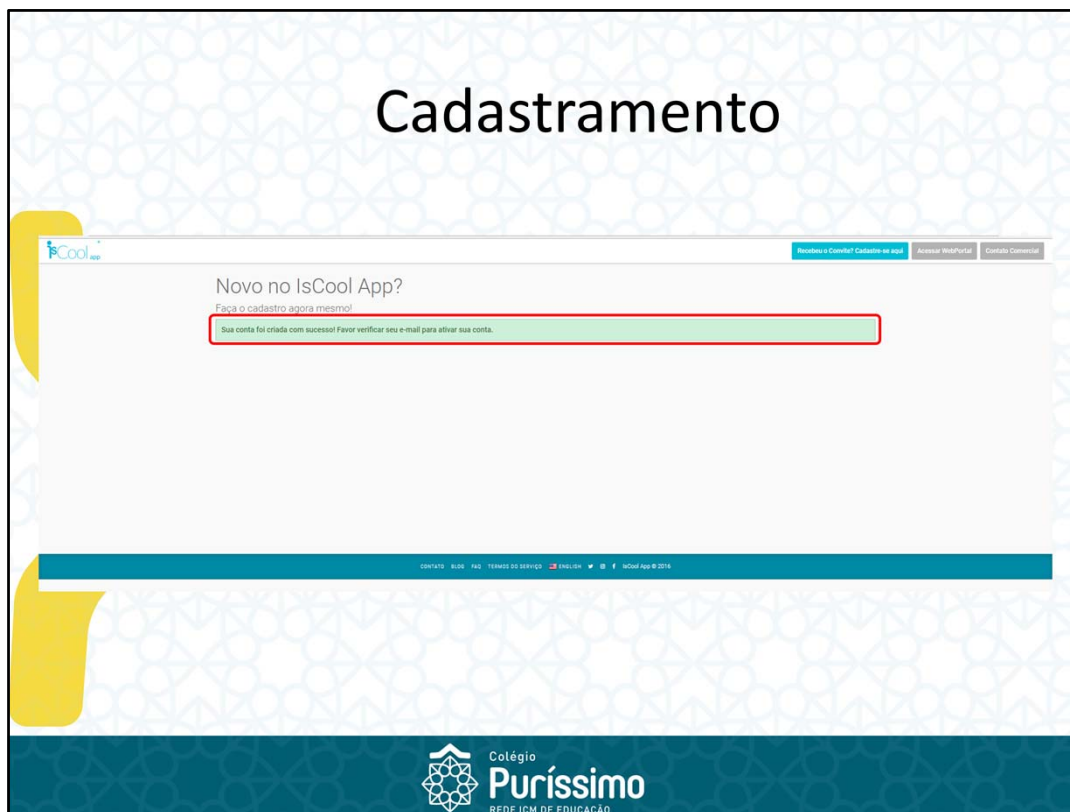 Cadastramento
isCool app
Recebeu o Convite? Cadastre-se aqui Acessar WebPortal Contato Comercial
Novo no IsCool App?
Faça o cadastro agora mesmo!
Sua conta foi criada com sucesso! Favor verificar seu e-mail para ativar sua conta.
CONTATO BLOG FAQ TERMOS DO SERVIÇO ENGLISH IsCool App © 2016
Colégio
Puríssimo
REDE ICM DE EDUCAÇÃO